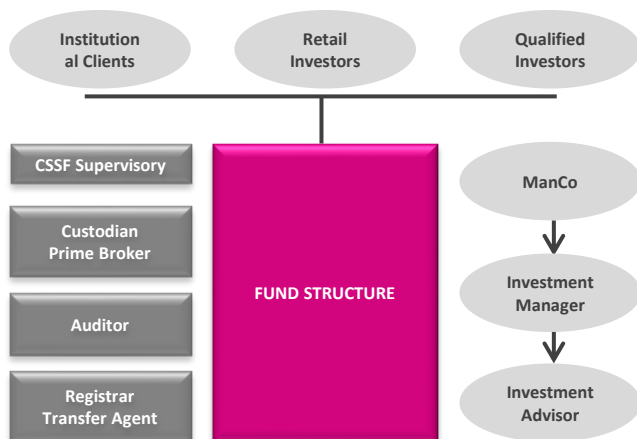 Institution
al Clients
Retail
Investors
Qualified
Investors
CSSF Supervisory
Custodian
Prime Broker
Auditor
Registrar
Transfer Agent
FUND STRUCTURE
ManCo
Investment
Manager
Investment
Advisor